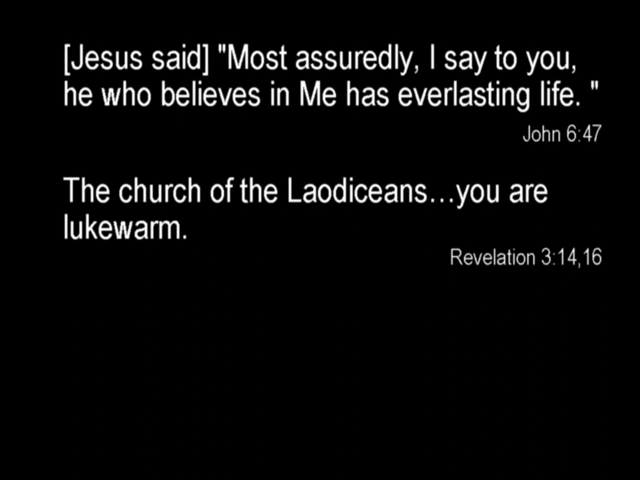 [Jesus said] "Most assuredly, I say to you,
he who believes in Me has everlasting life. "
John 6:47
The church of the Laodiceans…you are
lukewarm.
Revelation 3:14,16